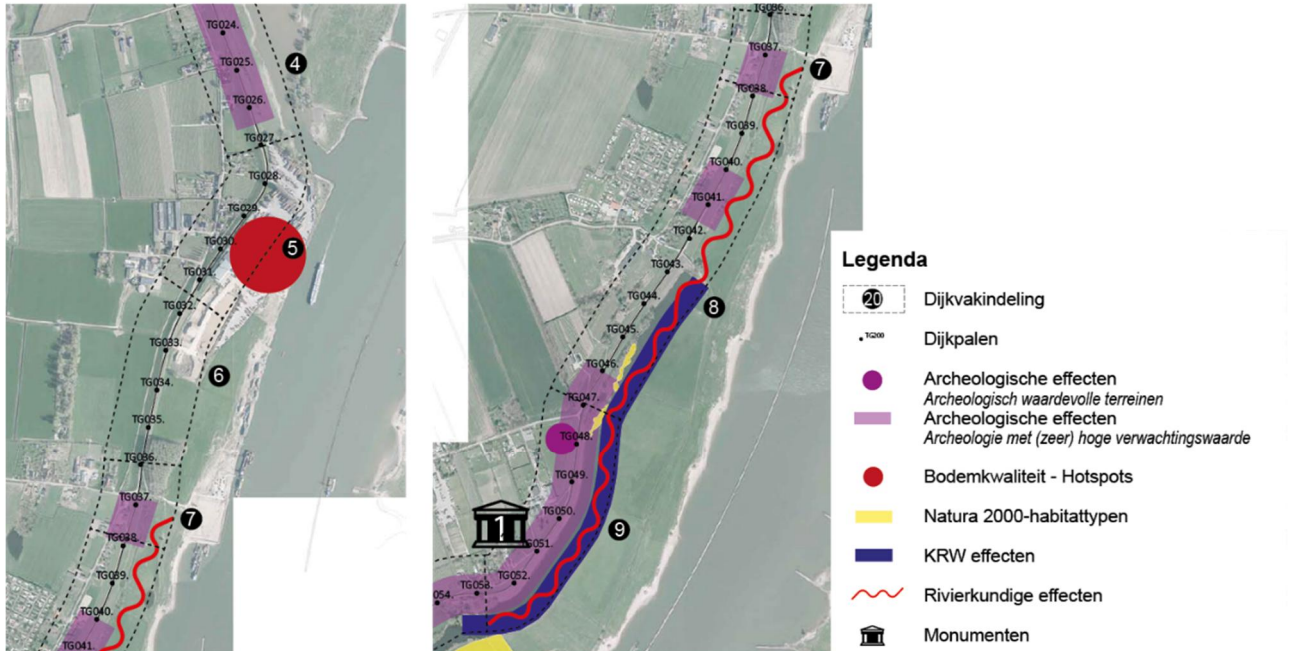 TG024.
4
TG025.
TG026.
TG027.
TG028.
TG029.
TG030.
5
TG031.
TG032.
TG033.
6
TG034.
TG035.
TG036.
TG037.
7
TG038.
TG039.
TG040.
TG041.
TG036.
TG037.
7
TG038.
TG039.
TG040.
TG041.
TG042.
TG043.
TG044.
8
TG045.
TG046.
TG047.
TG048.
TG049.
1
TG050.
9
TG051.
TG052.
TG053.
054.
Legenda
20 Dijkvakindeling
TG200 Dijkpalen
Archeologische effecten
Archeologisch waardevolle terreinen
Archeologische effecten
Archeologie met (zeer) hoge verwachtingswaarde
Bodemkwaliteit - Hotspots
Natura 2000-habitattypen
KRW effecten
Rivierkundige effecten
Monumenten